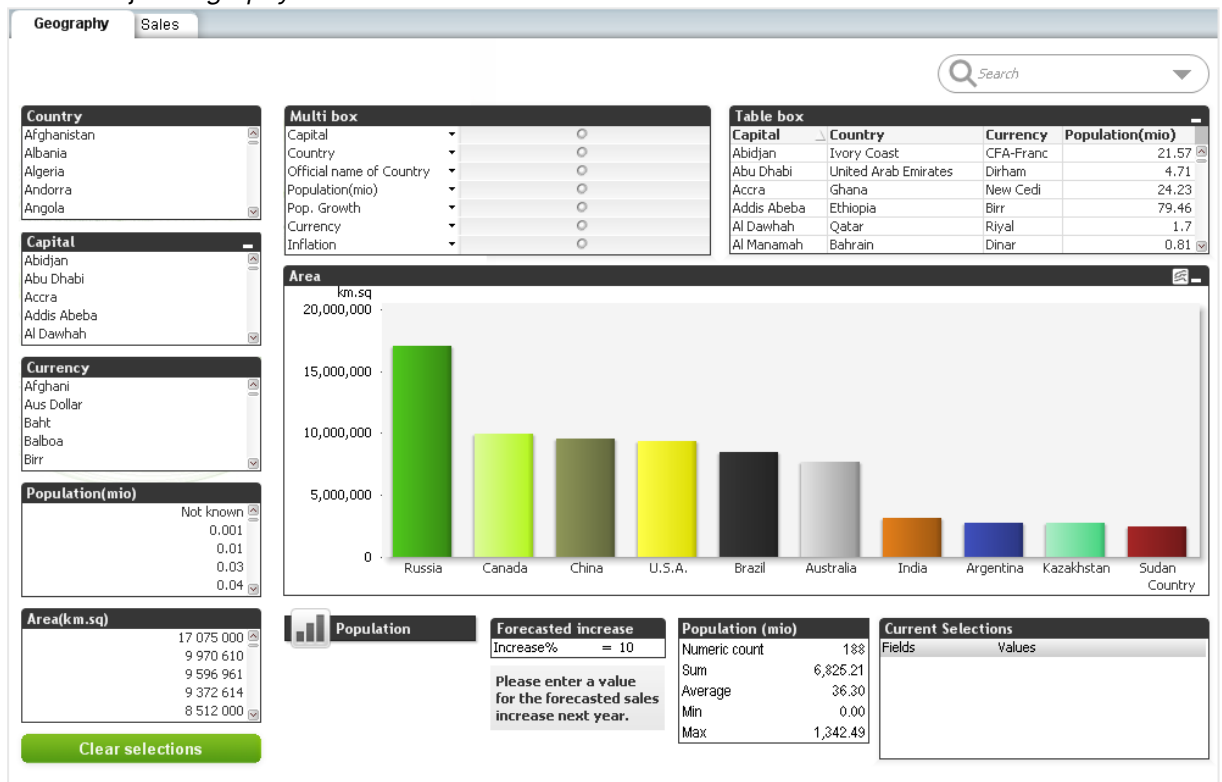 Geography
Sales
Search
Country
Afghanistan
Albania
Algeria
Andorra
Angola
Capital
Abidjan
Abu Dhabi
Accra
Addis Abeba
Al Dawhah
Currency
Afghani
Aus Dollar
Baht
Balboa
Birr
Population(mio)
Not known
0.001
0.01
0.03
0.04
Area(km.sq)
17 075 000
9 970 610
9 596 961
9 372 614
8 512 000
Clear selections
Multi box
Capital
Country
Official name of Country
Population(mio)
Pop. Growth
Currency
Inflation
Table box
Capital Country Currency Population(mio)
Abidjan Ivory Coast CFA-Franc 21.57
Abu Dhabi United Arab Emirates Dirham 4.71
Accra Ghana New Cedi 24.23
Addis Abeba Ethiopia Birr 79.46
Al Dawhah Qatar Riyal 1.7
Al Manamah Bahrain Dinar 0.81
Area
km.sq
20,000,000
15,000,000
10,000,000
5,000,000
0
Russia Canada China U.S.A. Brazil Australia India Argentina Kazakhstan Sudan
Country
Population
Forecasted increase
Increase% = 10
Please enter a value
for the forecasted sales
increase next year.
Population (mio)
Numeric count 188
Sum 6,825.21
Average 36.30
Min 0.00
Max 1,342.49
Current Selections
Fields Values